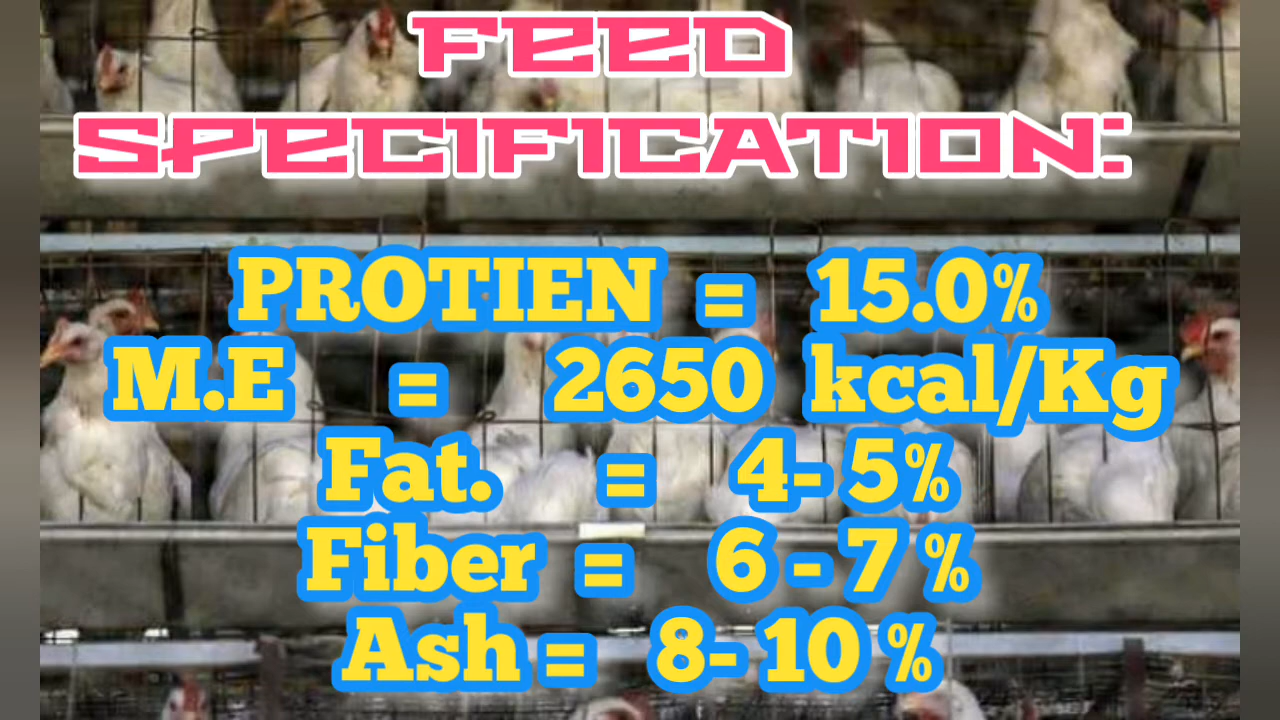 FEED
SPECIFICATION:
PROTIEN = 15.0%
M.E = 2650 kcal/Kg
Fat. = 4- 5%
Fiber = 6 - 7 %
Ash = 8- 10 %